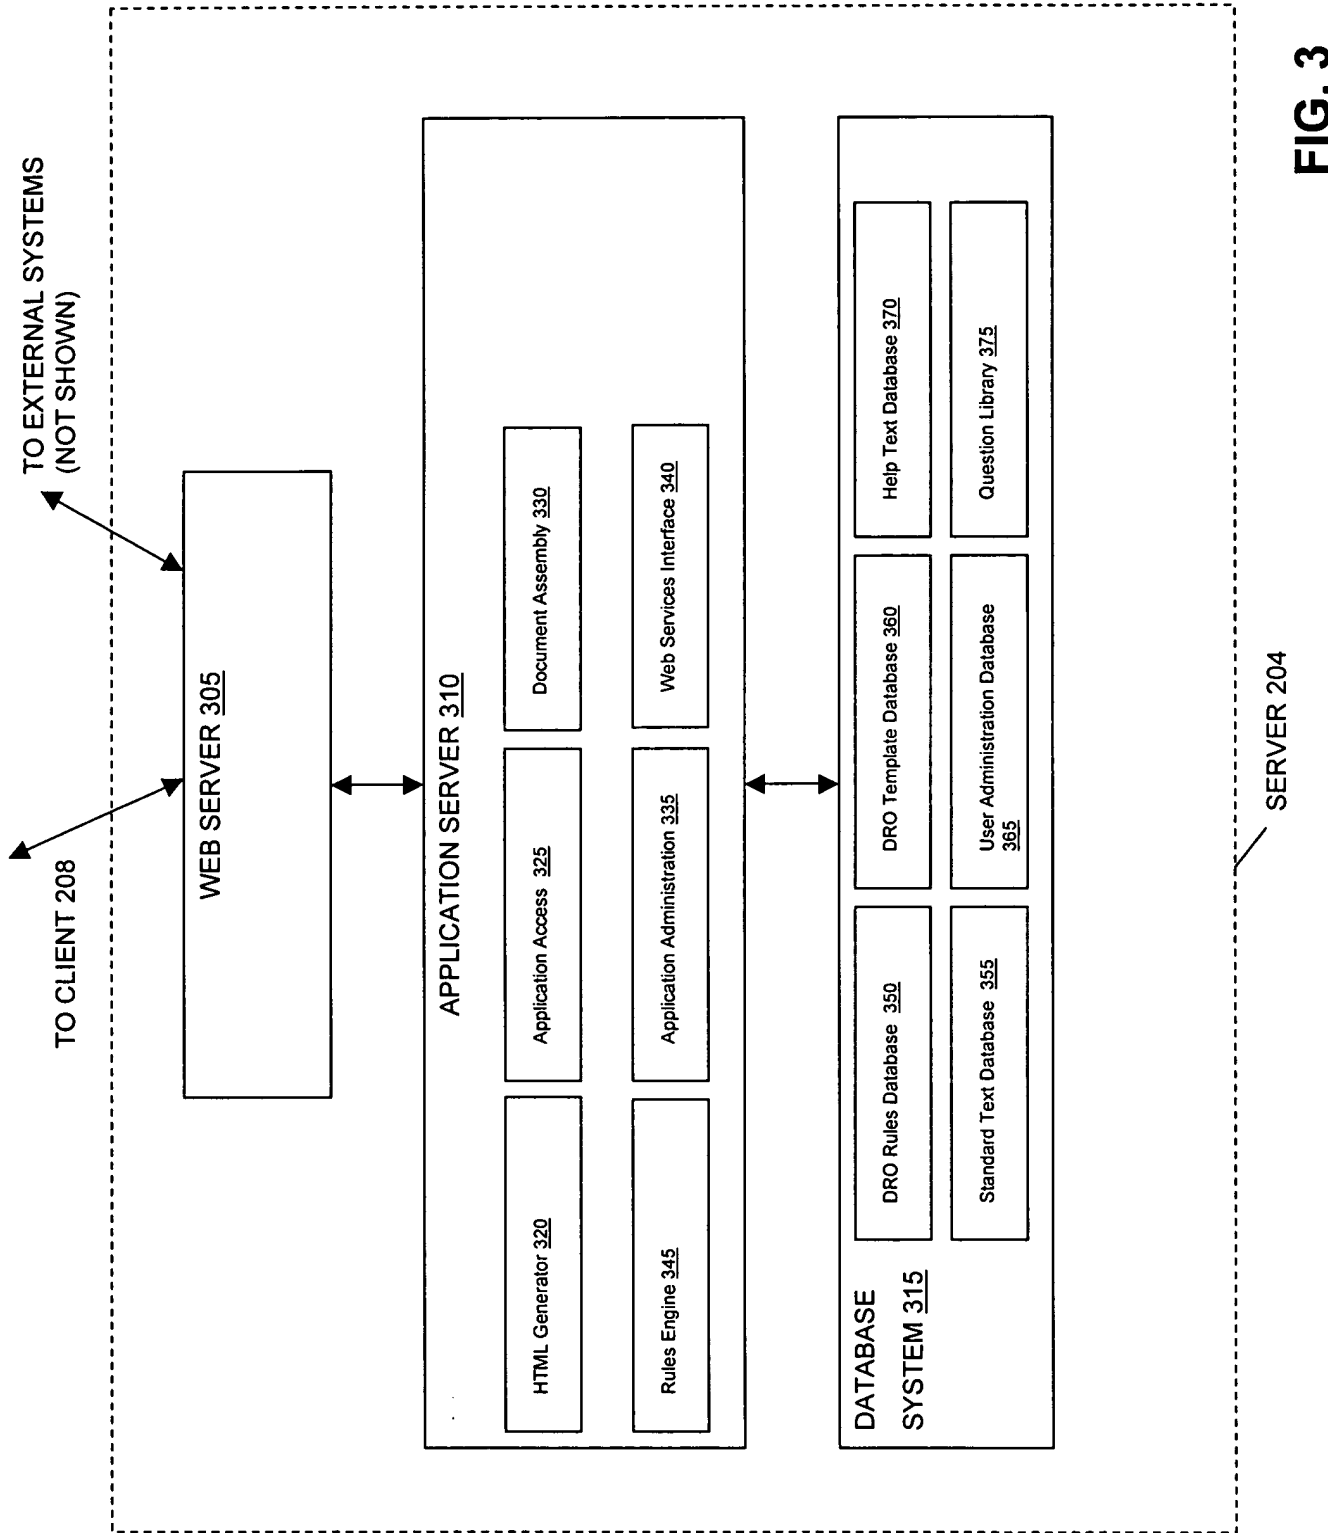 TO CLIENT 208
TO EXTERNAL SYSTEMS
(NOT SHOWN)
WEB SERVER 305
APPLICATION SERVER 310
HTML Generator 320
Application Access 325
Document Assembly 330
Rules Engine 345
Application Administration 335
Web Services Interface 340
DATABASE
SYSTEM 315
DRO Rules Database 350
DRO Template Database 360
Help Text Database 370
Standard Text Database 355
User Administration Database
365
Question Library 375
SERVER 204
FIG. 3